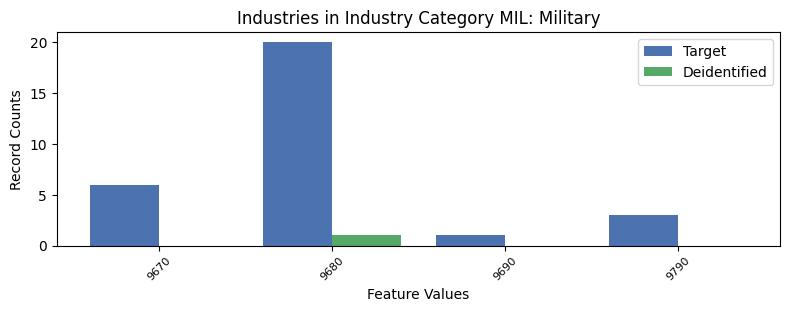 Industries in Industry Category MIL: Military
Target
Deidentified
Record Counts
20
15
10
5
0
9670
9680
9690
9790
Feature Values